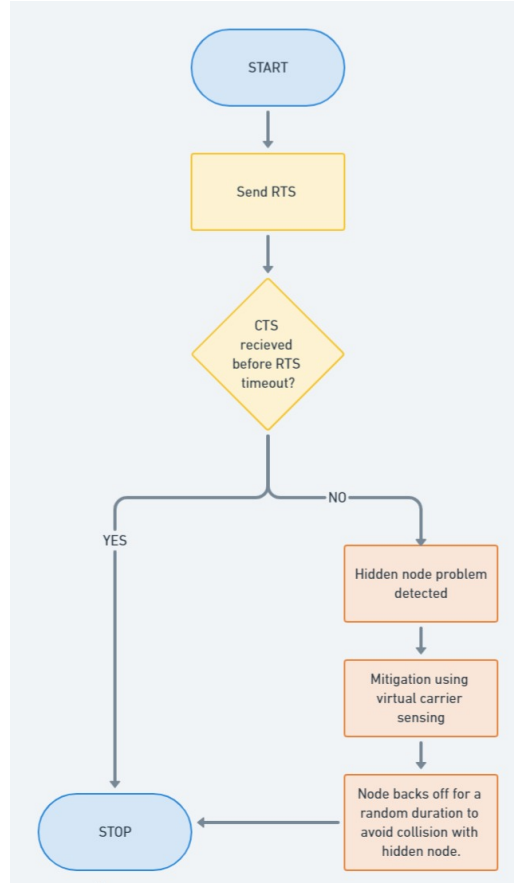 START
Send RTS
CTS
recieved
before RTS
timeout?
NO
YES
Hidden node problem
detected
Mitigation using
virtual carrier
sensing
Node backs off for a
random duration to
avoid collision with
hidden node.
STOP